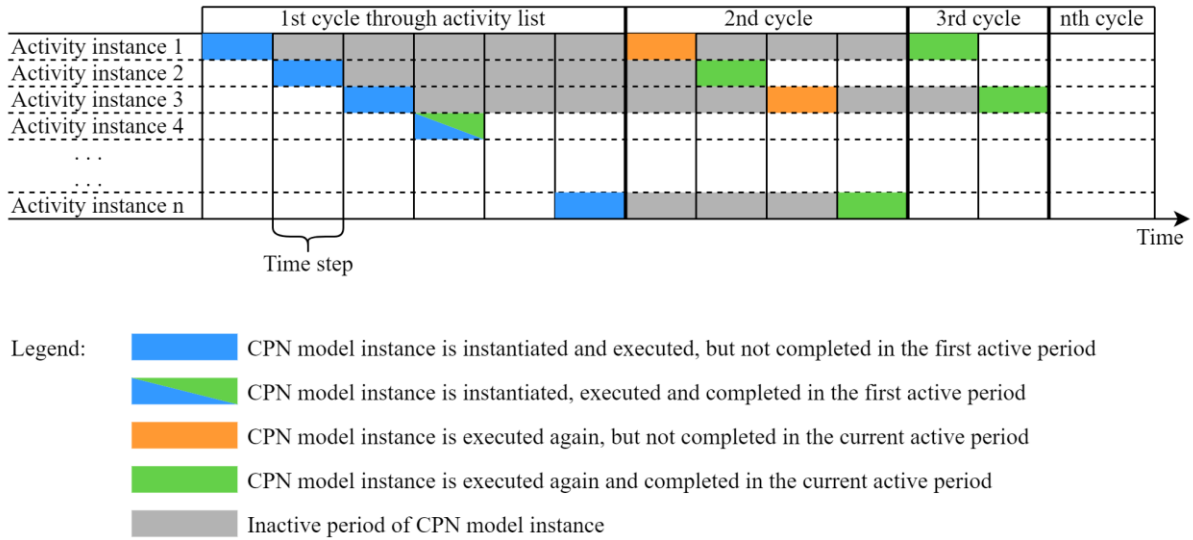 1st cycle through activity list 2nd cycle 3rd cycle nth cycle
Activity instance 1
Activity instance 2
Activity instance 3
Activity instance 4
. . .
...
Activity instance n
Time
Time step
Legend:
CPN model instance is instantiated and executed, but not completed in the first active period
CPN model instance is instantiated, executed and completed in the first active period
CPN model instance is executed again, but not completed in the current active period
CPN model instance is executed again and completed in the current active period
Inactive period of CPN model instance